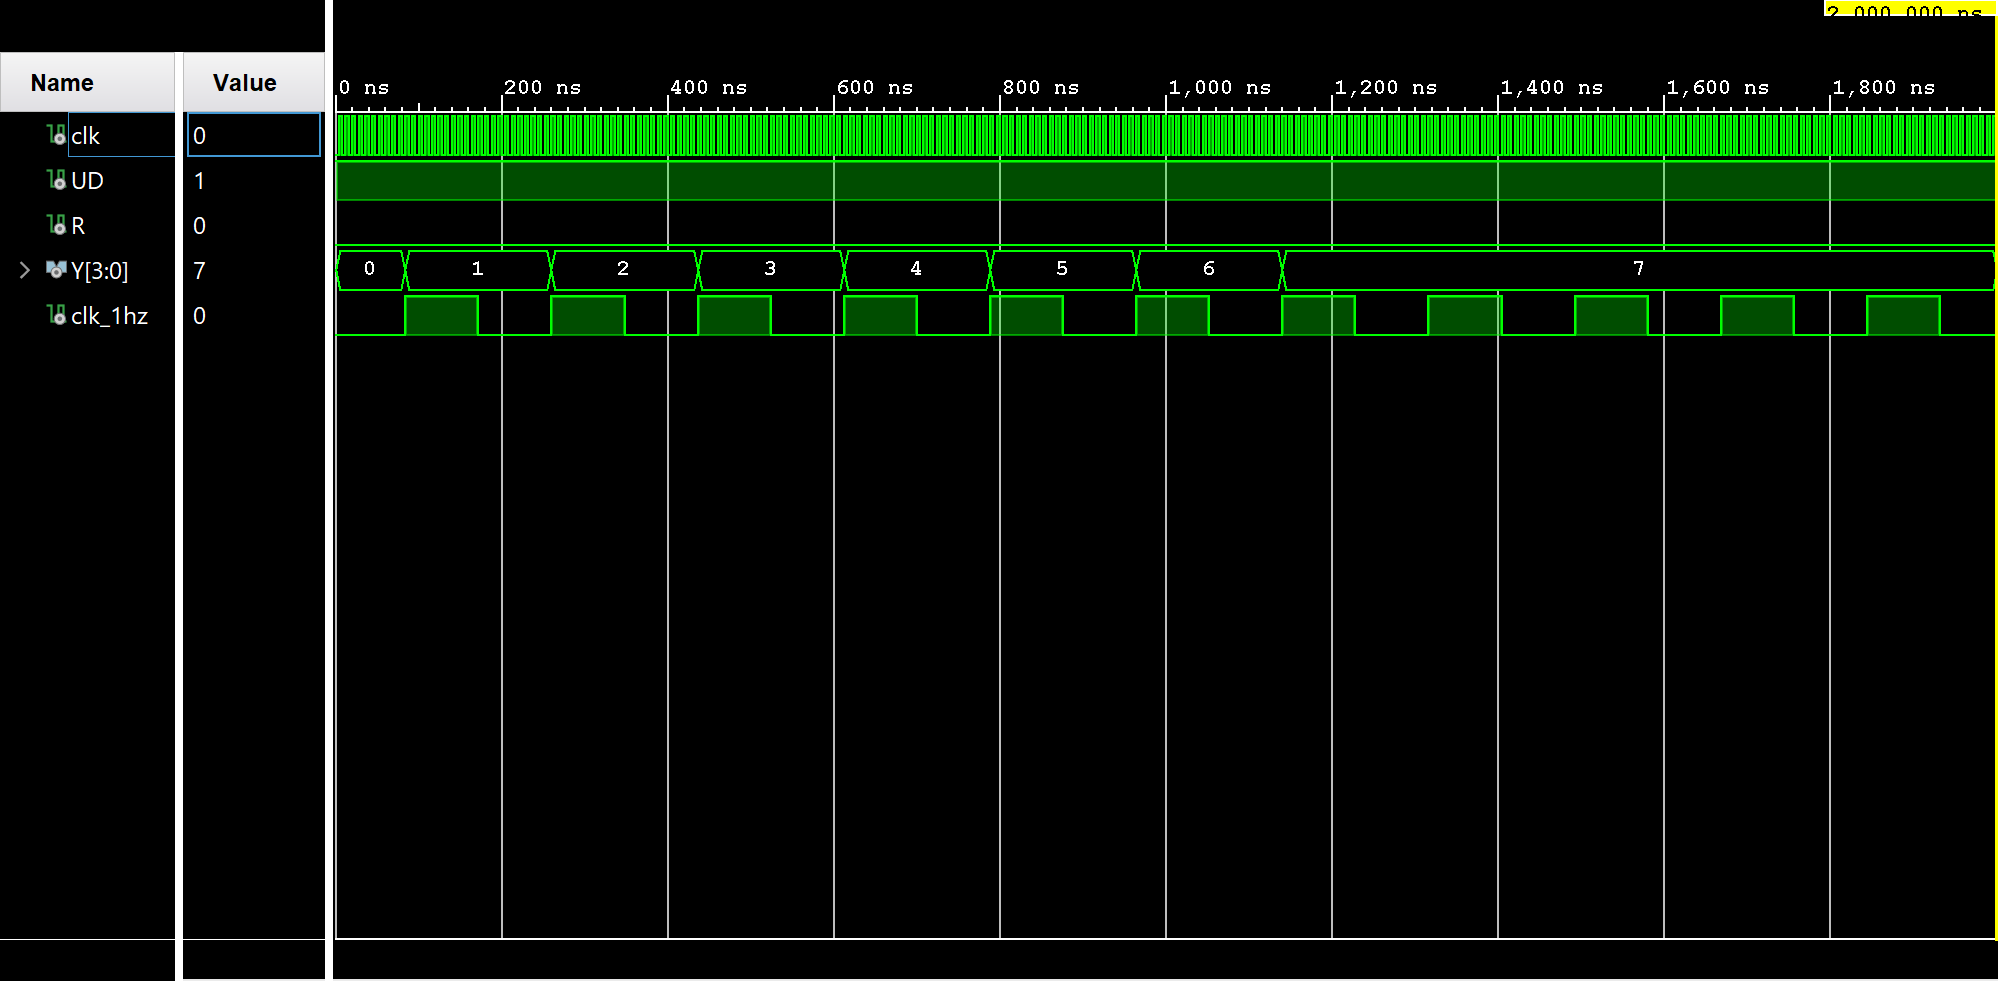 2,000.000 ns
Name Value
0 ns 200 ns 400 ns 600 ns 800 ns 1,000 ns 1,200 ns 1,400 ns 1,600 ns 1,800 ns
clk 0
UD 1
R 0
Y[3:0] 7 0 1 2 3 4 5 6 7
clk_1hz 0